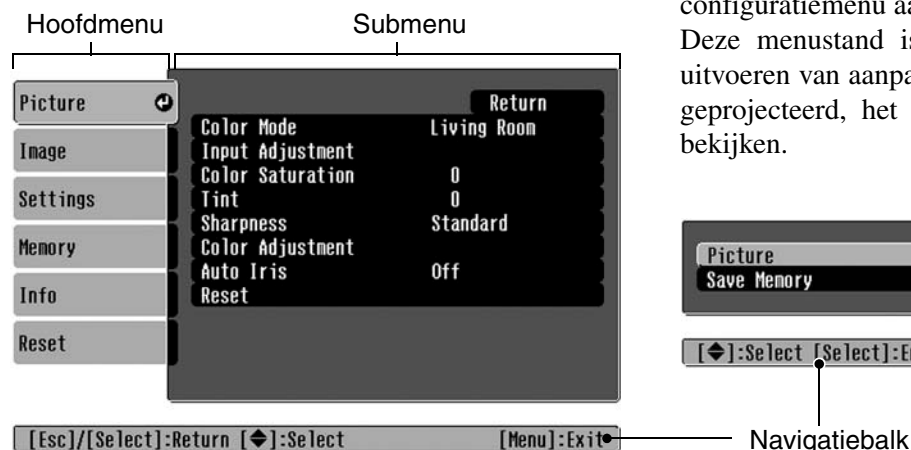 Hoofdmenu
Submenu
Picture
Image
Settings
Memory
Info
Reset
Return
Color Mode Living Room
Input Adjustment
Color Saturation 0
Tint 0
Sharpness Standard
Color Adjustment
Auto Iris Off
Reset
[Esc]/[Select]:Return [◆]:Select [Menu]:Exit
configuratiemenu
Deze menustand
uitvoeren van
geprojecteerd, het
bekijken.
Picture
Save Memory
[◆]:Select [Select]:
Navigatiebalk